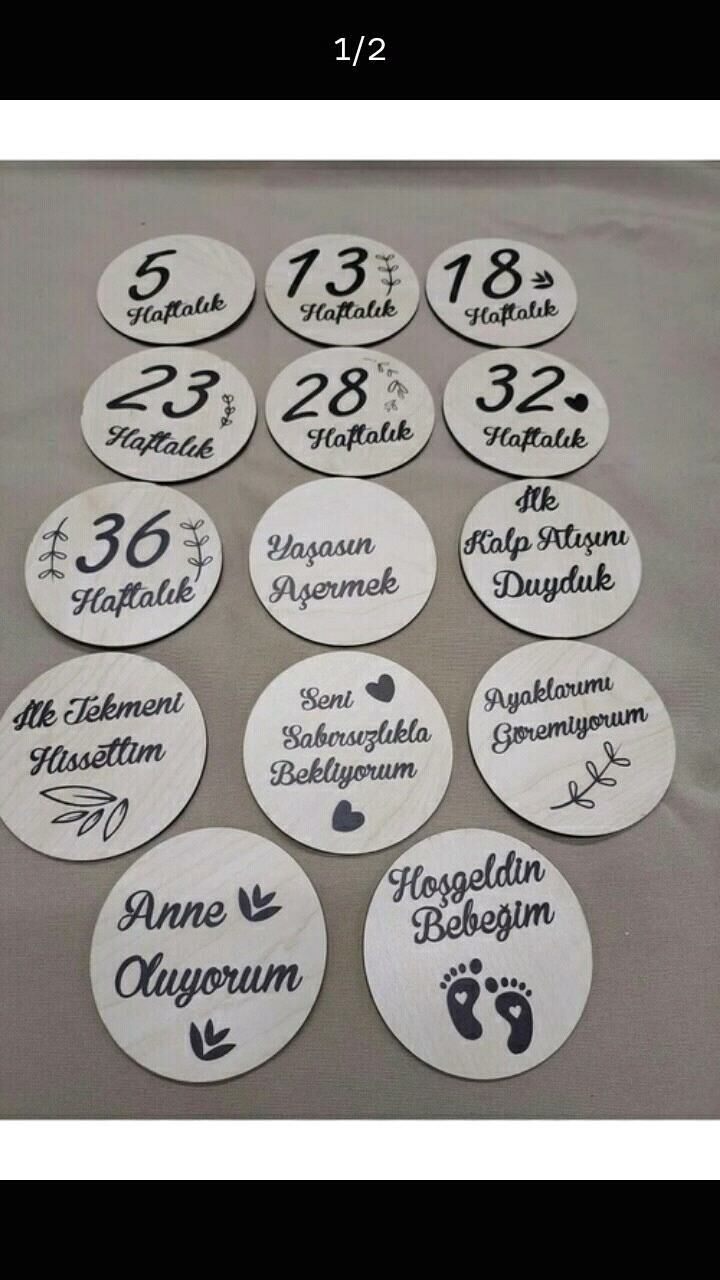 1/2
5
Haftalık
13
Haftalık
18
Haftalık
23
Haftalık
28
Haftalık
32
Haftalık
36
Haftalık
Yaşasın
Aşermek
İlk
Kalp Atışını
Duyduk
İlk Tekmeni
Hissettim
Seni
Sabırsızlıkla
Bekliyorum
Ayaklarımı
Göremiyorum
Anne
Oluyorum
Hoşgeldin
Bebeğim